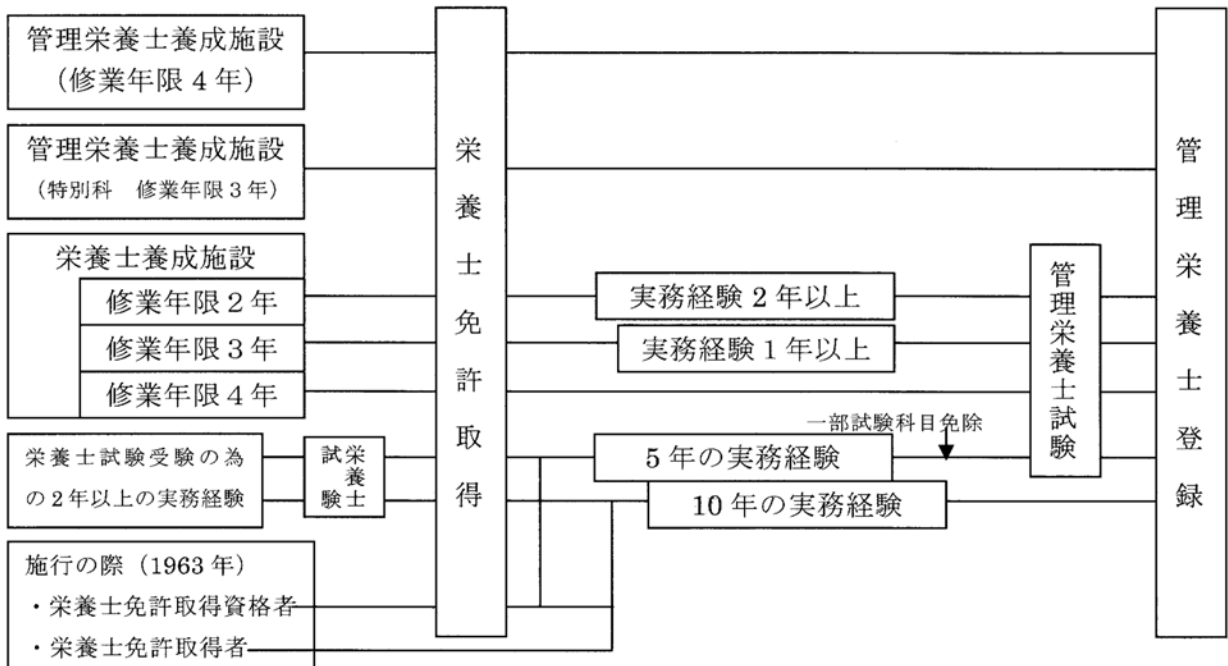 管理栄養士養成施設
（修業年限４年）
管理栄養士養成施設
（特別科　修業年限３年）
栄養士養成施設
修業年限２年
修業年限３年
修業年限４年
栄養士試験受験の為
の２年以上の実務経験
栄養士
試験
施行の際（1963 年）
・栄養士免許取得資格者
・栄養士免許取得者
栄養士免許取得
実務経験２年以上
実務経験１年以上
一部試験科目免除
5 年の実務経験
10 年の実務経験
管理栄養士試験
管理栄養士登録